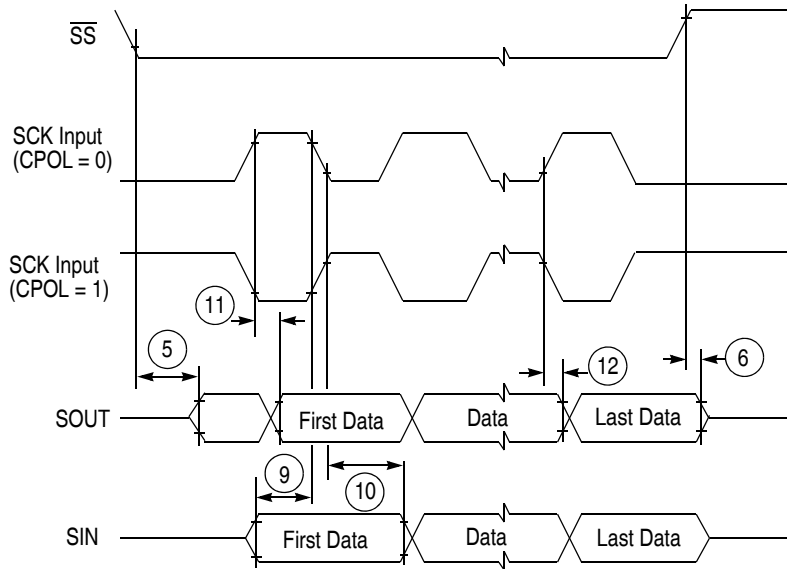 SS
SCK Input
(CPOL = 0)
SCK Input
(CPOL = 1)
11
5
12
6
SOUT
First Data
Data
Last Data
9
10
SIN
First Data
Data
Last Data